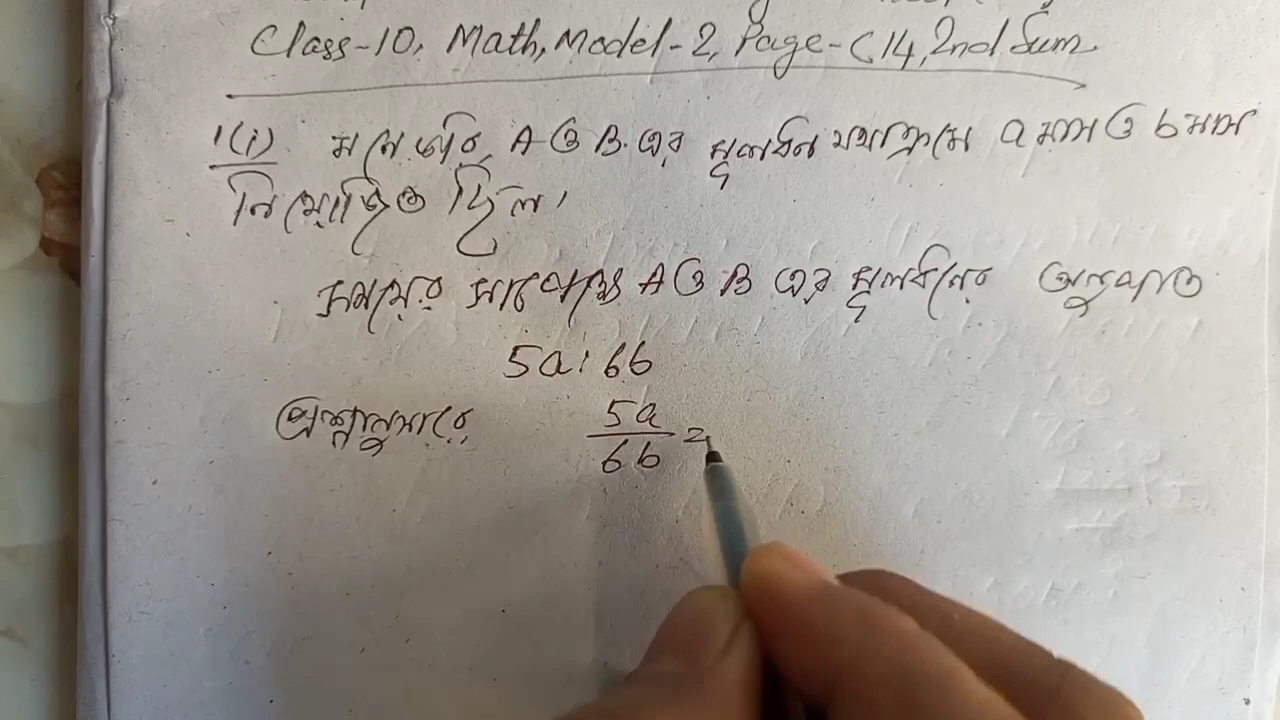 Class-10, Math, Model-2, Page-C14, 2nd Sum
1(i) মনে করি A ও B এর মূলধন যথাক্রমে a মাস ও b মাস
নিয়োজিত ছিল।
সময়ের সাপেক্ষে A ও B এর মূলধনের অনুপাত
5a : 6b
প্রশ্নানুসারে, 5a/6b =